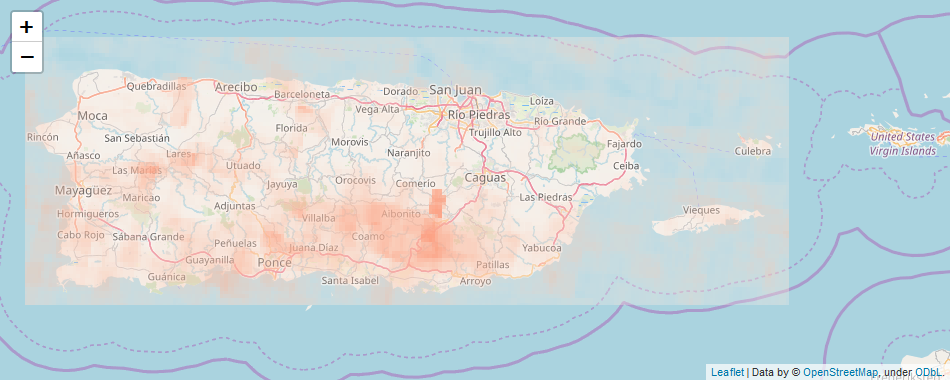 +
−
Quebradillas
Arecibo
Barceloneta
Dorado
San Juan
Loíza
Moca
Vega Alta
Río Piedras
Río Grande
Florida
Trujillo Alto
United States
Virgin Islands
Rincón
San Sebastián
Morovis
Fajardo
Culebra
Añasco
Lares
Naranjito
Utuado
Ceiba
Las Marías
Caguas
Mayagüez
Jayuya
Orocovis
Comerío
Maricao
Las Piedras
Hormigueros
Adjuntas
Villalba
Aibonito
Vieques
Cabo Rojo
Sábana Grande
Peñuelas
Juana Díaz
Coamo
Yabucoa
Guayanilla
Ponce
Patillas
Guánica
Santa Isabel
Arroyo
Leaflet | Data by © OpenStreetMap, under ODbL.